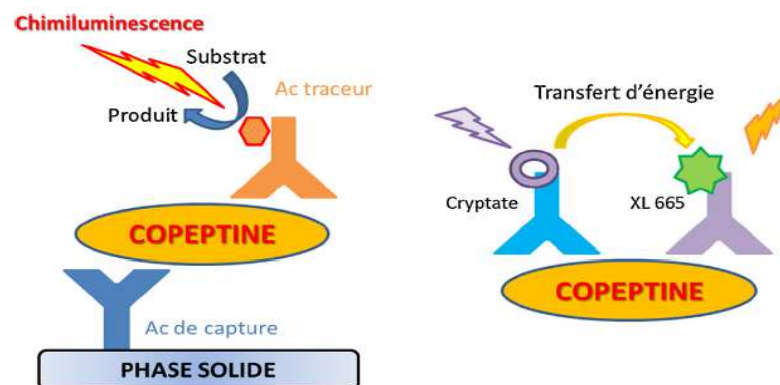 Chimiluminescence
Substrat
Ac traceur
Produit
COPEPTINE
Ac de capture
PHASE SOLIDE
Transfert d'énergie
Cryptate
XL 665
COPEPTINE